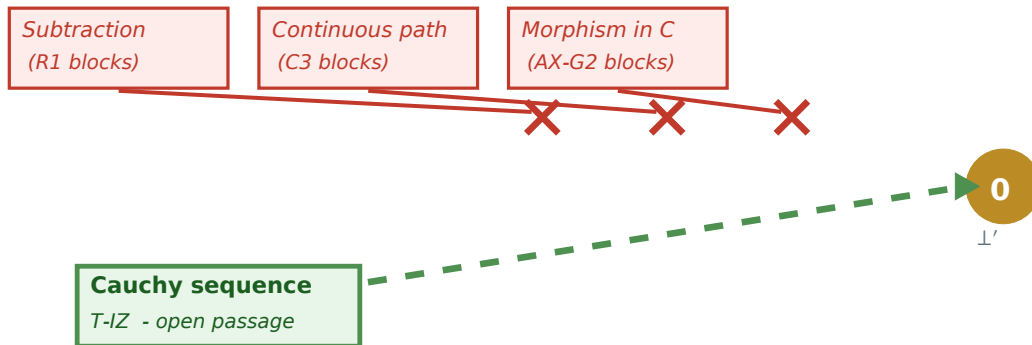 Subtraction
(R1 blocks)
Continuous path
(C3 blocks)
Morphism in C
(AX-G2 blocks)
0
⊥′
Cauchy sequence
T-IZ - open passage